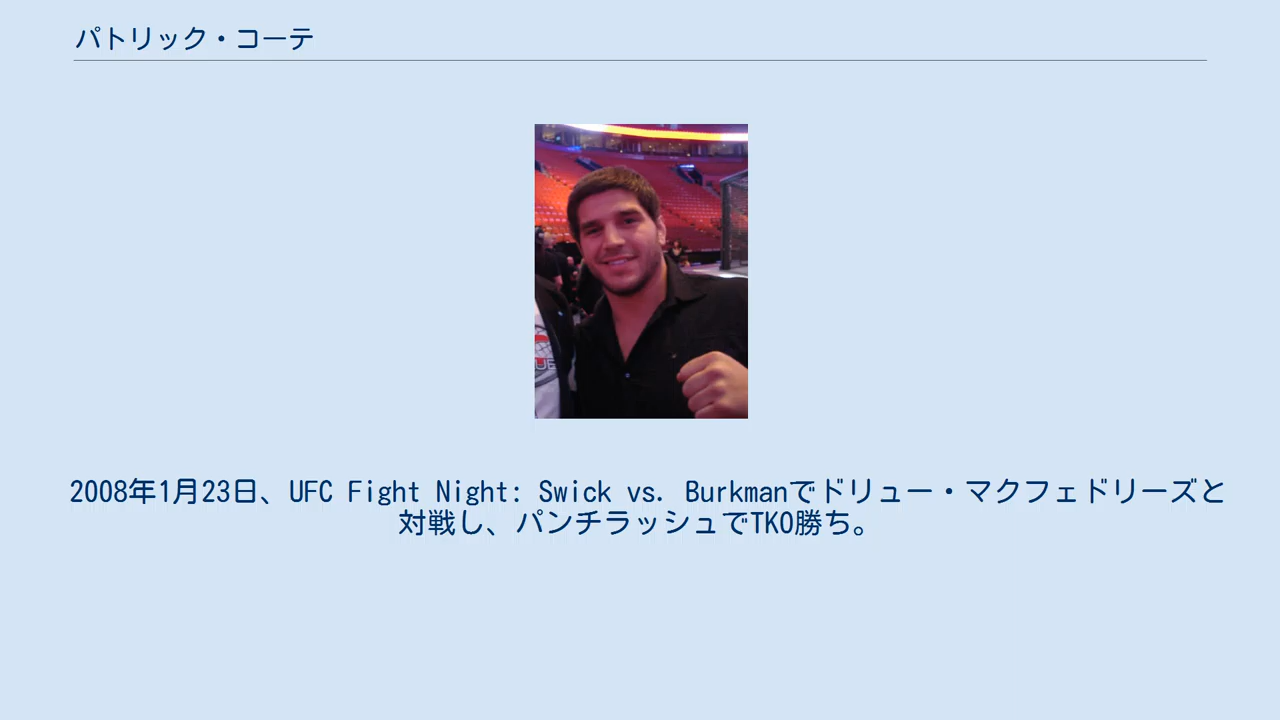 パトリック・コーテ
2008年1月23日、UFC Fight Night: Swick vs. Burkmanでドリュー・マクフェドリーズと
対戦し、パンチラッシュでTKO勝ち。